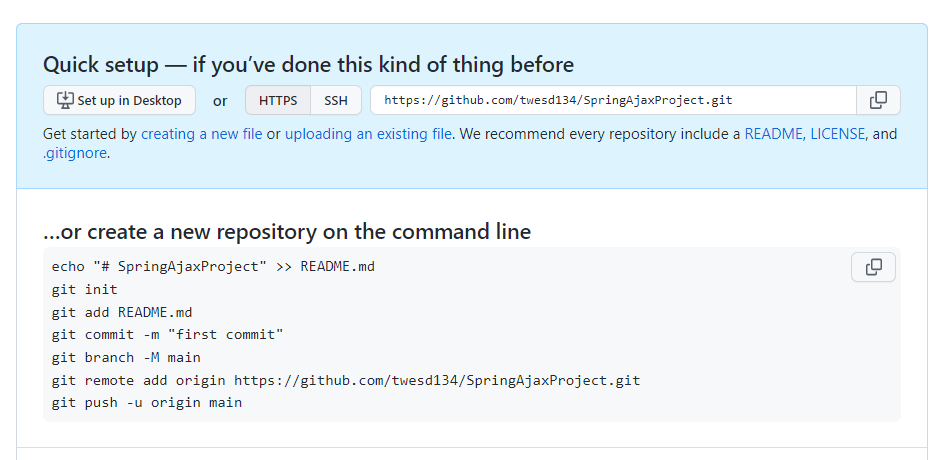 Quick setup — if you’ve done this kind of thing before
Set up in Desktop or HTTPS SSH https://github.com/twesd134/SpringAjaxProject.git
Get started by creating a new file or uploading an existing file. We recommend every repository include a README, LICENSE, and
.gitignore.
…or create a new repository on the command line
echo "# SpringAjaxProject" >> README.md
git init
git add README.md
git commit -m "first commit"
git branch -M main
git remote add origin https://github.com/twesd134/SpringAjaxProject.git
git push -u origin main